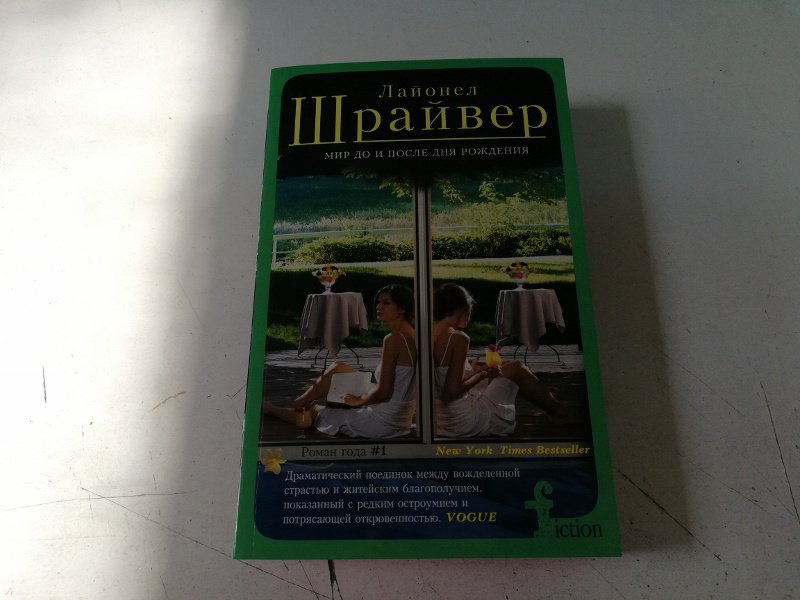 Лайонел
Шрайвер
МИР ДО И ПОСЛЕ ДНЯ РОЖДЕНИЯ
Роман года #1
New York Times Bestseller
Драматический поединок между вожделенной
страстью и житейским благополучием,
показанный с редким остроумием и
потрясающей откровенностью. VOGUE
fiction